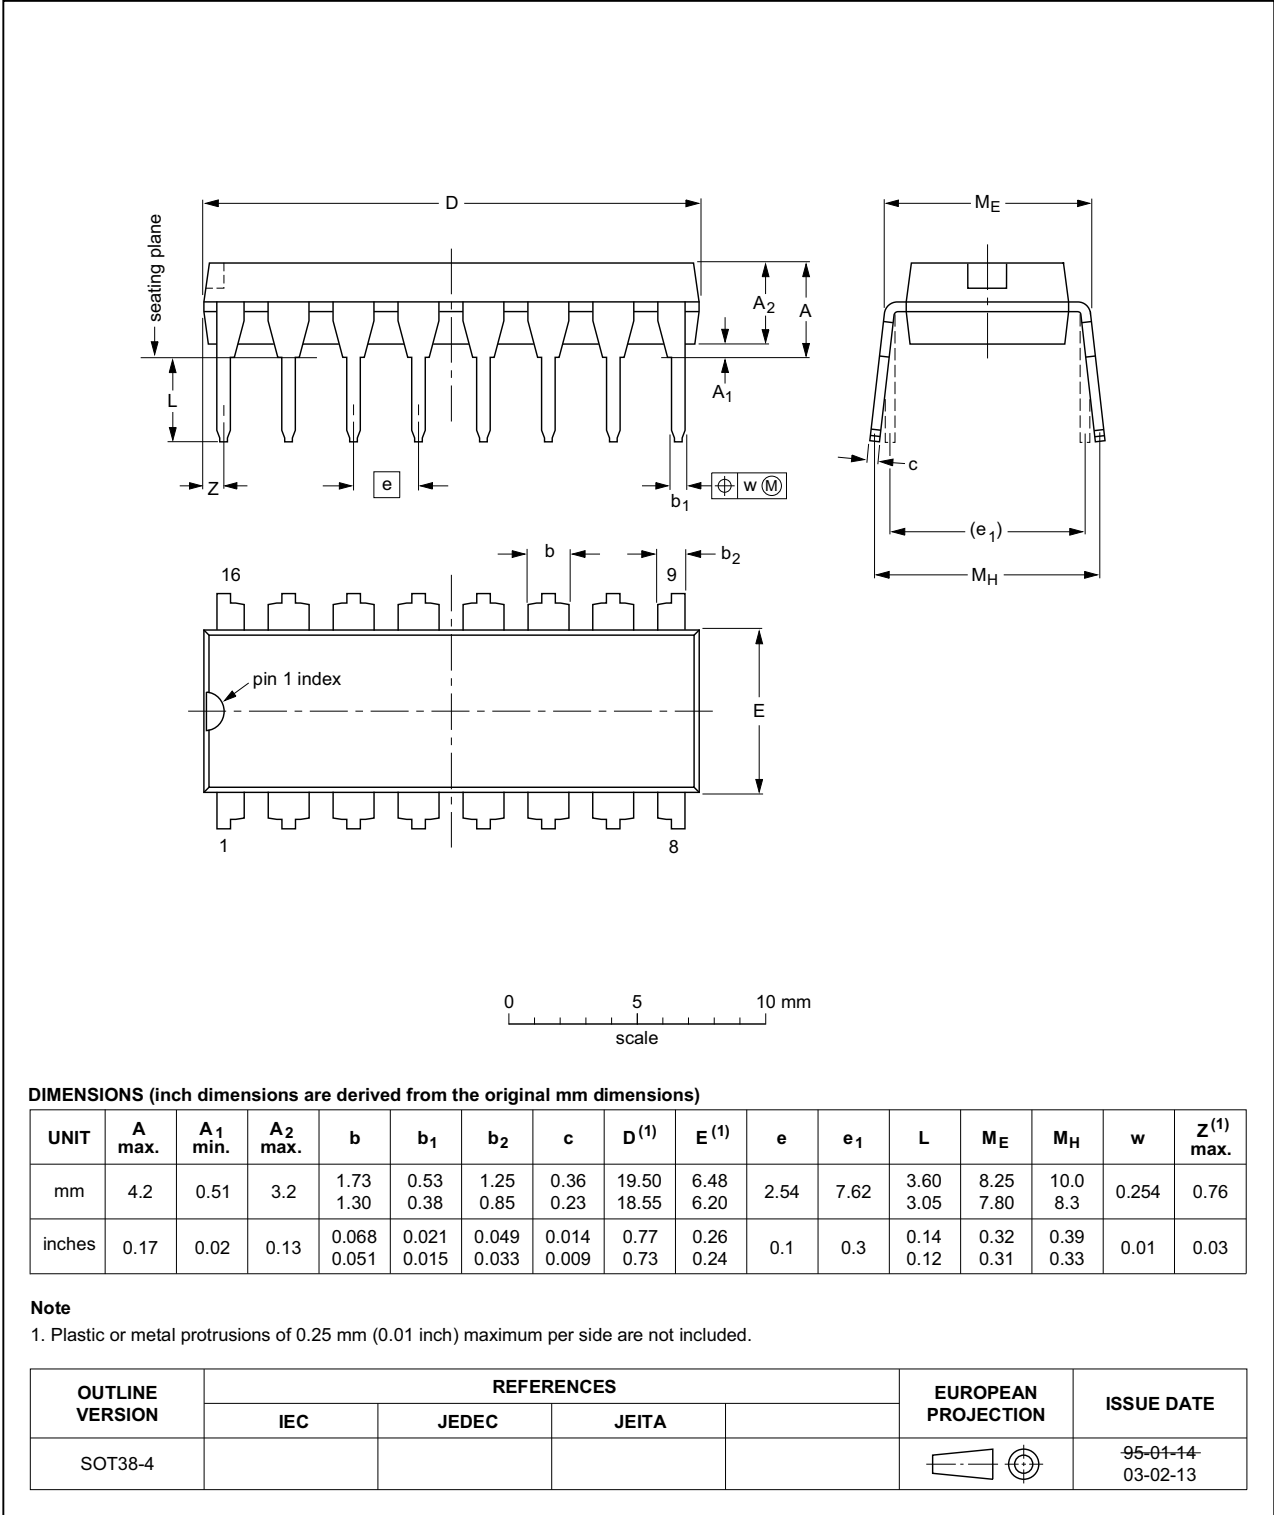 D
M_E
seating plane
A_2
A
A_1
L
Z
e
b_1
w M
c
(e_1)
M_H
b
b_2
16
9
pin 1 index
E
1
8
0 5 10 mm
scale
DIMENSIONS (inch dimensions are derived from the original mm dimensions)
UNIT A max. A1 min. A2 max. b b1 b2 c D(1) E(1) e e1 L ME MH w Z(1) max.
mm 4.2 0.51 3.2 1.73 1.30 0.53 0.38 1.25 0.85 0.36 0.23 19.50 18.55 6.48 6.20 2.54 7.62 3.60 3.05 8.25 7.80 10.0 8.3 0.254 0.76
inches 0.17 0.02 0.13 0.068 0.051 0.021 0.015 0.049 0.033 0.014 0.009 0.77 0.73 0.26 0.24 0.1 0.3 0.14 0.12 0.32 0.31 0.39 0.33 0.01 0.03
Note
1. Plastic or metal protrusions of 0.25 mm (0.01 inch) maximum per side are not included.
OUTLINE VERSION REFERENCES EUROPEAN PROJECTION ISSUE DATE
IEC JEDEC JEITA
SOT38-4 95-01-14
03-02-13